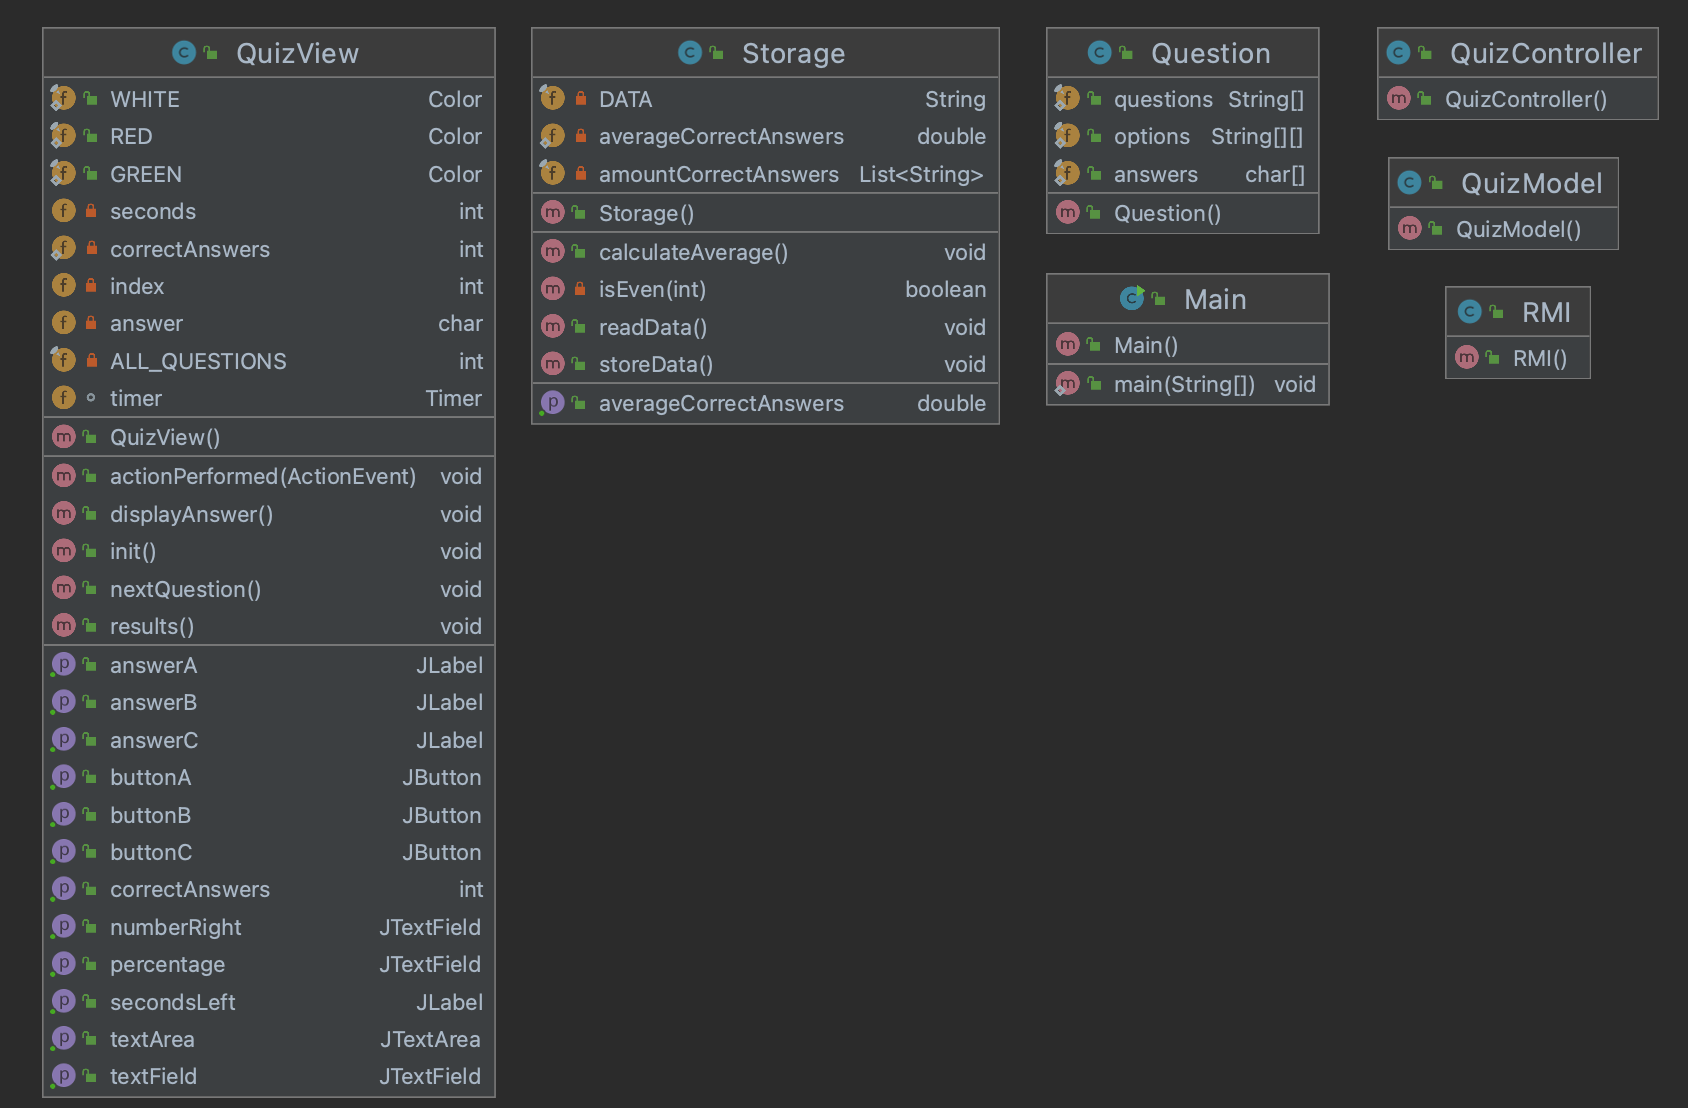 QuizView
WHITE Color
RED Color
GREEN Color
seconds int
correctAnswers int
index int
answer char
ALL_QUESTIONS int
timer Timer
QuizView()
actionPerformed(ActionEvent) void
displayAnswer() void
init() void
nextQuestion() void
results() void
answerA JLabel
answerB JLabel
answerC JLabel
buttonA JButton
buttonB JButton
buttonC JButton
correctAnswers int
numberRight JTextField
percentage JTextField
secondsLeft JLabel
textArea JTextArea
textField JTextField
Storage
DATA String
averageCorrectAnswers double
amountCorrectAnswers List<String>
Storage()
calculateAverage() void
isEven(int) boolean
readData() void
storeData() void
averageCorrectAnswers double
Question
questions String[]
options String[][]
answers char[]
Question()
Main
Main()
main(String[]) void
QuizController
QuizController()
QuizModel
QuizModel()
RMI
RMI()